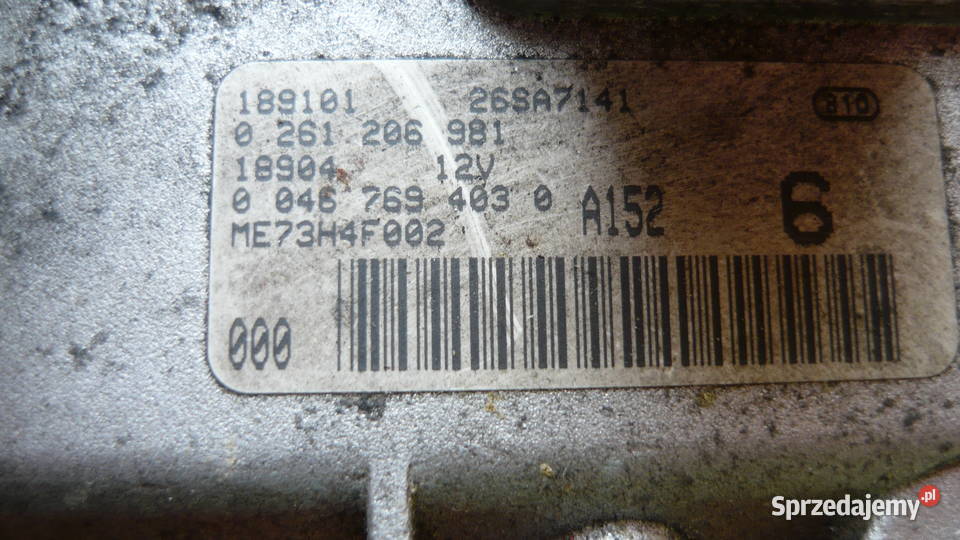 189101 26SA7141 810
0 261 206 981
18904 12V
0 046 769 403 0 A152 6
ME73H4F002
000
Sprzedajemy.pl